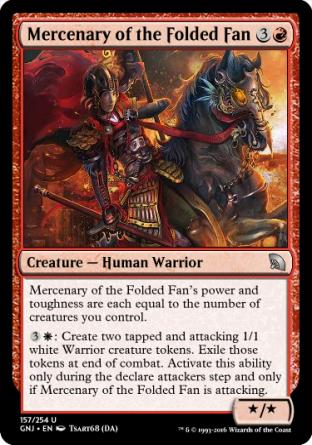 Mercenary of the Folded Fan 3
Creature — Human Warrior
Mercenary of the Folded Fan's power and
toughness are each equal to the number of
creatures you control.
3 : Create two tapped and attacking 1/1
white Warrior creature tokens. Exile those
tokens at end of combat. Activate this ability
only during the declare attackers step and only
if Mercenary of the Folded Fan is attacking.
*/*
157/254 U
GNJ • EN Tsart68 (DA)
™ & © 1993-2016 Wizards of the Coast